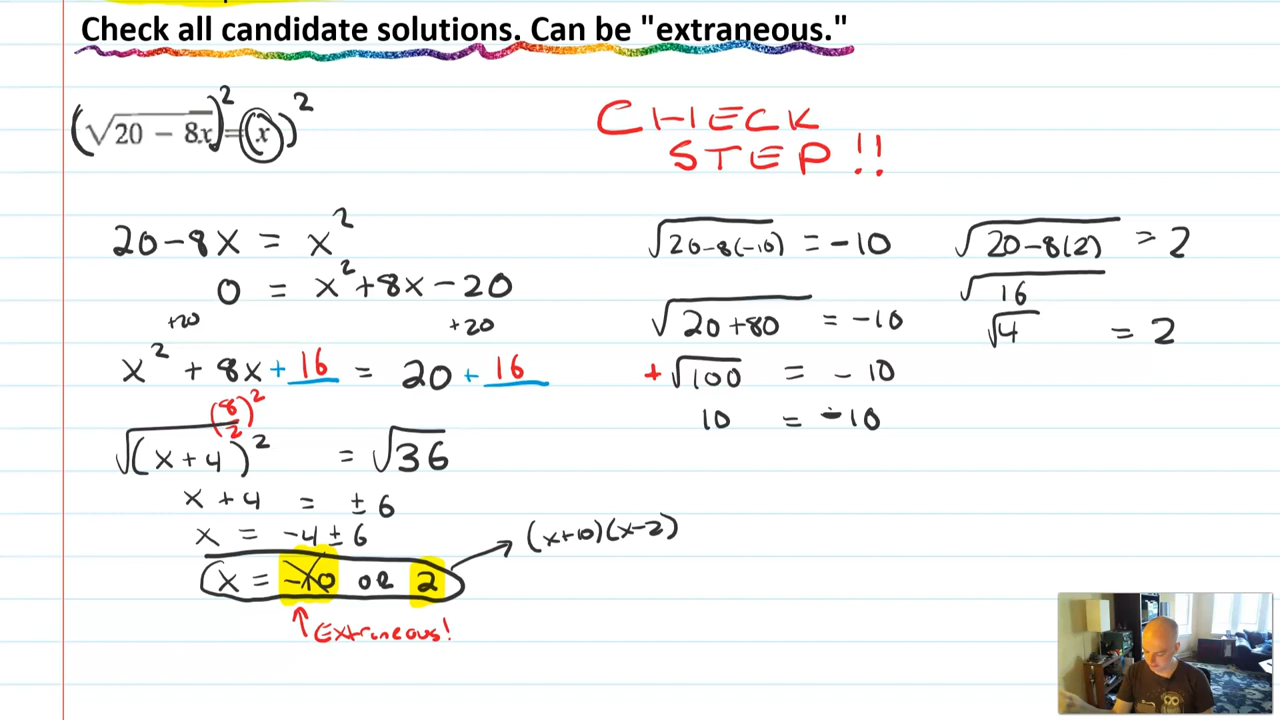 Check all candidate solutions. Can be "extraneous."
(√20 − 8x)² = (x)²
CHECK
STEP!!
20-8x = x²
0 = x²+8x-20
+20 +20
x² + 8x + 16 = 20 + 16
(8/2)²
√(x+4)² = √36
x + 4 = ± 6
x = -4 ± 6
x = -10 or 2
(x+10)(x-2)
↑ Extraneous!
√20-8(-10) = -10
√20+80 = -10
+√100 = -10
10 = -10
√20-8(2) = 2
√16
√4 = 2